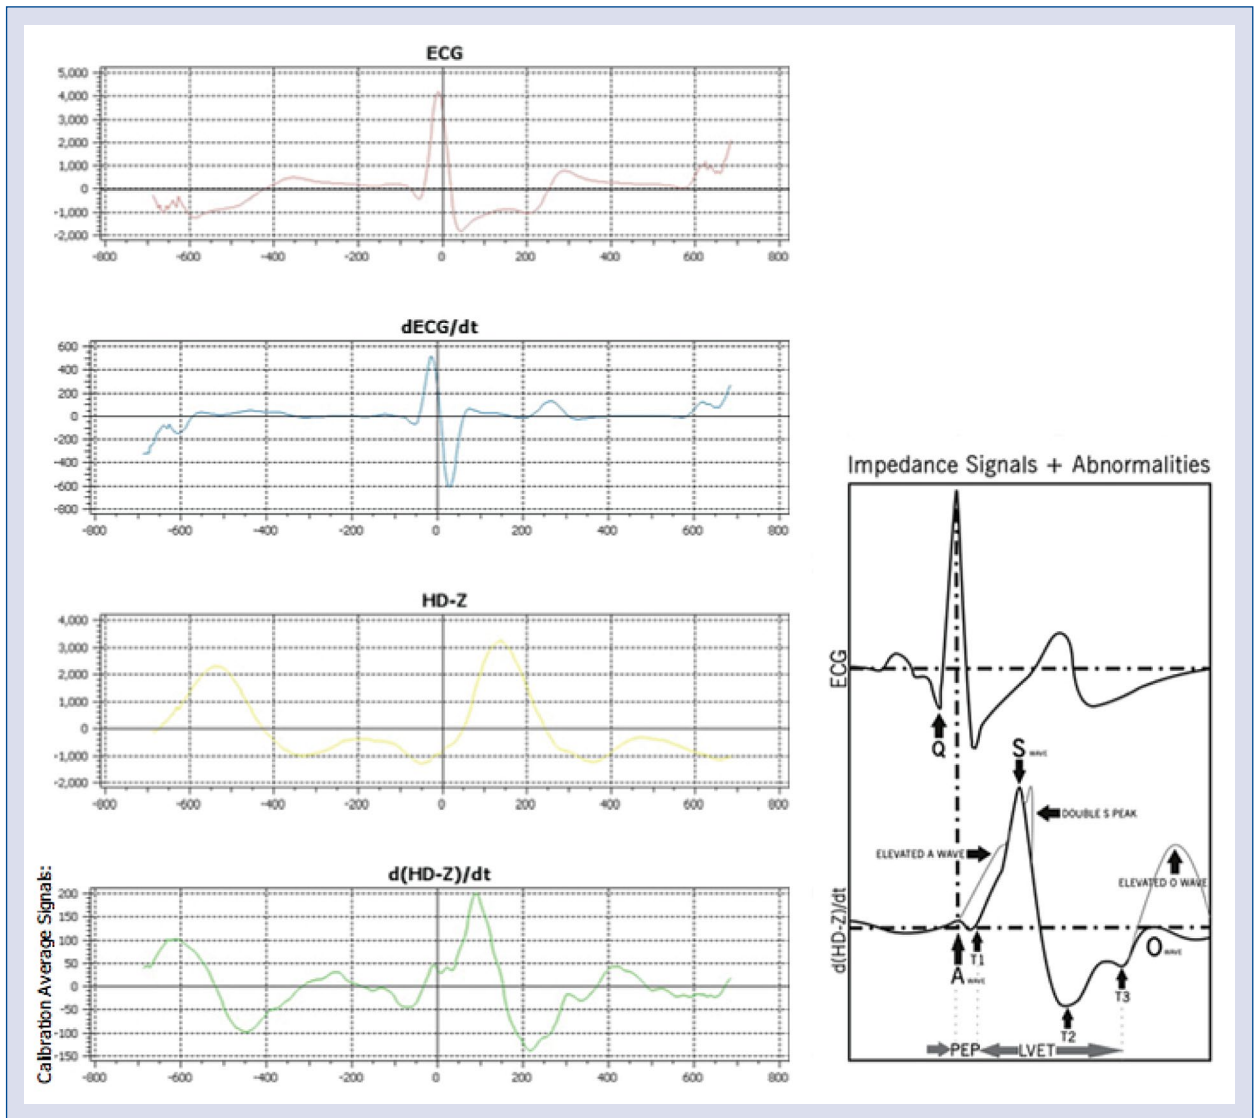 ECG
5,000
4,000
3,000
2,000
1,000
0
-1,000
-2,000
-800 -600 -400 -200 0 200 400 600 800
dECG/dt
600
400
200
0
-200
-400
-600
-800
-800 -600 -400 -200 0 200 400 600 800
HD-Z
4,000
3,000
2,000
1,000
0
-1,000
-2,000
-800 -600 -400 -200 0 200 400 600 800
Calibration Average Signals:
d(HD-Z)/dt
200
150
100
50
0
-50
-100
-150
-800 -600 -400 -200 0 200 400 600 800
Impedance Signals + Abnormalities
ECG
Q
S WAVE
DOUBLE S PEAK
ELEVATED A WAVE
ELEVATED O WAVE
d(HD-Z)/dt
A WAVE
T1
O WAVE
T3
T2
PEP LVET